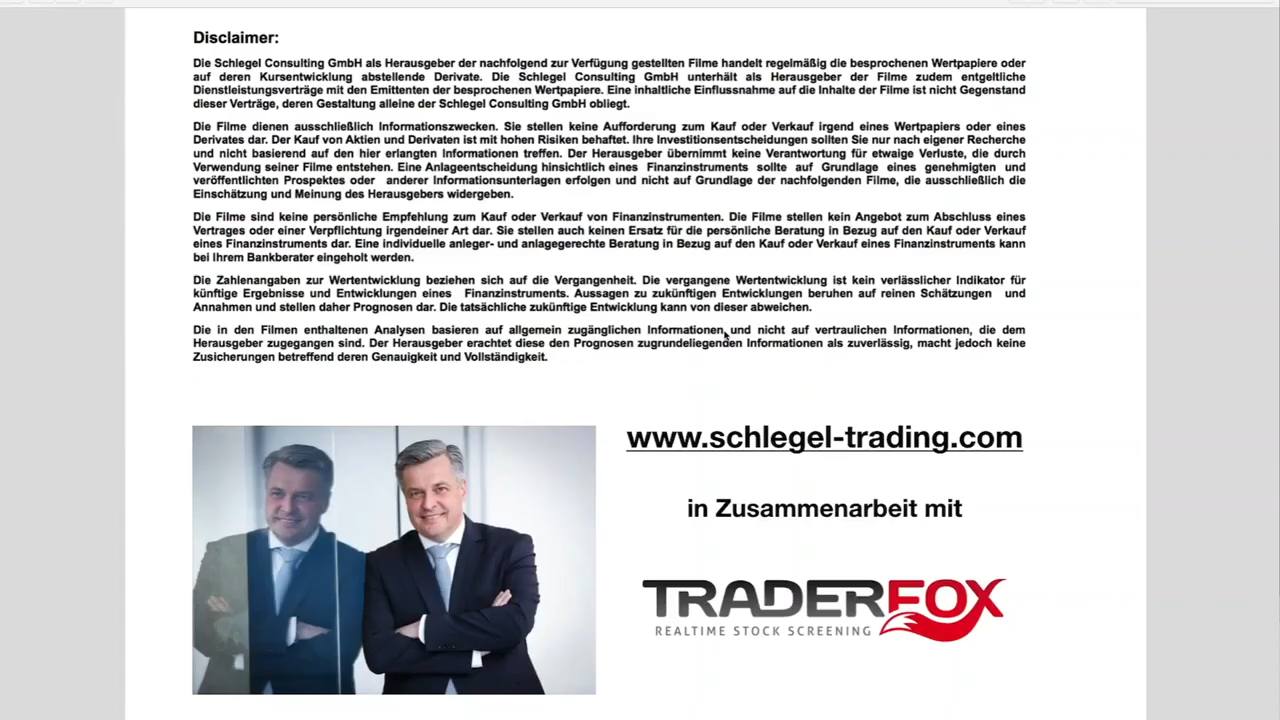 Disclaimer:
Die Schlegel Consulting GmbH als Herausgeber der nachfolgend zur Verfügung gestellten Filme handelt regelmäßig die besprochenen Wertpapiere oder
auf deren Kursentwicklung abstellende Derivate. Die Schlegel Consulting GmbH unterhält als Herausgeber der Filme zudem entgeltliche
Dienstleistungsverträge mit den Emittenten der besprochenen Wertpapiere. Eine inhaltliche Einflussnahme auf die Inhalte der Filme ist nicht Gegenstand
dieser Verträge, deren Gestaltung alleine der Schlegel Consulting GmbH obliegt.
Die Filme dienen ausschließlich Informationszwecken. Sie stellen keine Aufforderung zum Kauf oder Verkauf irgend eines Wertpapiers oder eines
Derivates dar. Der Kauf von Aktien und Derivaten ist mit hohen Risiken behaftet. Ihre Investitionsentscheidungen sollten Sie nur nach eigener Recherche
und nicht basierend auf den hier erlangten Informationen treffen. Der Herausgeber übernimmt keine Verantwortung für etwaige Verluste, die durch
Verwendung seiner Filme entstehen. Eine Anlageentscheidung hinsichtlich eines Finanzinstruments sollte auf Grundlage eines genehmigten und
veröffentlichten Prospektes oder anderer Informationsunterlagen erfolgen und nicht auf Grundlage der nachfolgenden Filme, die ausschließlich die
Einschätzung und Meinung des Herausgebers widergeben.
Die Filme sind keine persönliche Empfehlung zum Kauf oder Verkauf von Finanzinstrumenten. Die Filme stellen kein Angebot zum Abschluss eines
Vertrages oder einer Verpflichtung irgendeiner Art dar. Sie stellen auch keinen Ersatz für die persönliche Beratung in Bezug auf den Kauf oder Verkauf
eines Finanzinstruments dar. Eine individuelle anleger- und anlagegerechte Beratung in Bezug auf den Kauf oder Verkauf eines Finanzinstruments kann
bei Ihrem Bankberater eingeholt werden.
Die Zahlenangaben zur Wertentwicklung beziehen sich auf die Vergangenheit. Die vergangene Wertentwicklung ist kein verlässlicher Indikator für
künftige Ergebnisse und Entwicklungen eines Finanzinstruments. Aussagen zu zukünftigen Entwicklungen beruhen auf reinen Schätzungen und
Annahmen und stellen daher Prognosen dar. Die tatsächliche zukünftige Entwicklung kann von dieser abweichen.
Die in den Filmen enthaltenen Analysen basieren auf allgemein zugänglichen Informationen und nicht auf vertraulichen Informationen, die dem
Herausgeber zugegangen sind. Der Herausgeber erachtet diese den Prognosen zugrundeliegenden Informationen als zuverlässig, macht jedoch keine
Zusicherungen betreffend deren Genauigkeit und Vollständigkeit.
www.schlegel-trading.com
in Zusammenarbeit mit
TRADERFOX
REALTIME STOCK SCREENING